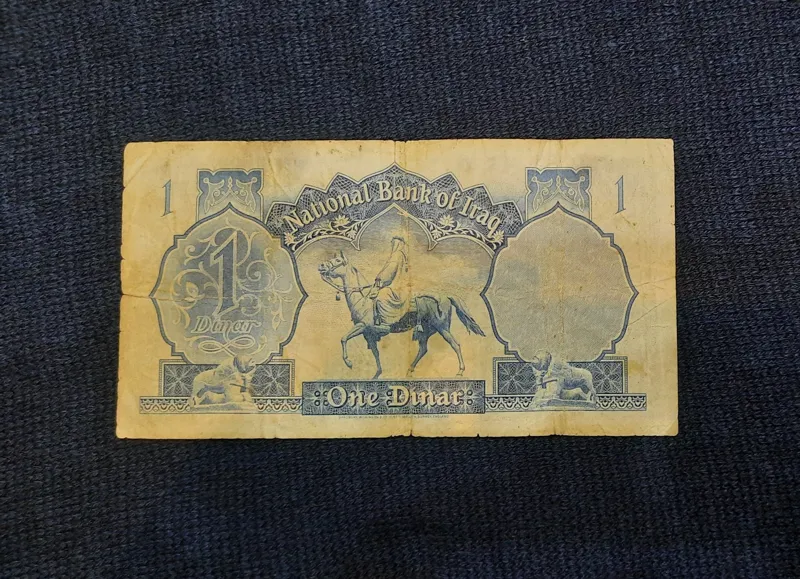 1
1
National Bank of Iraq
1
Dinar
One Dinar